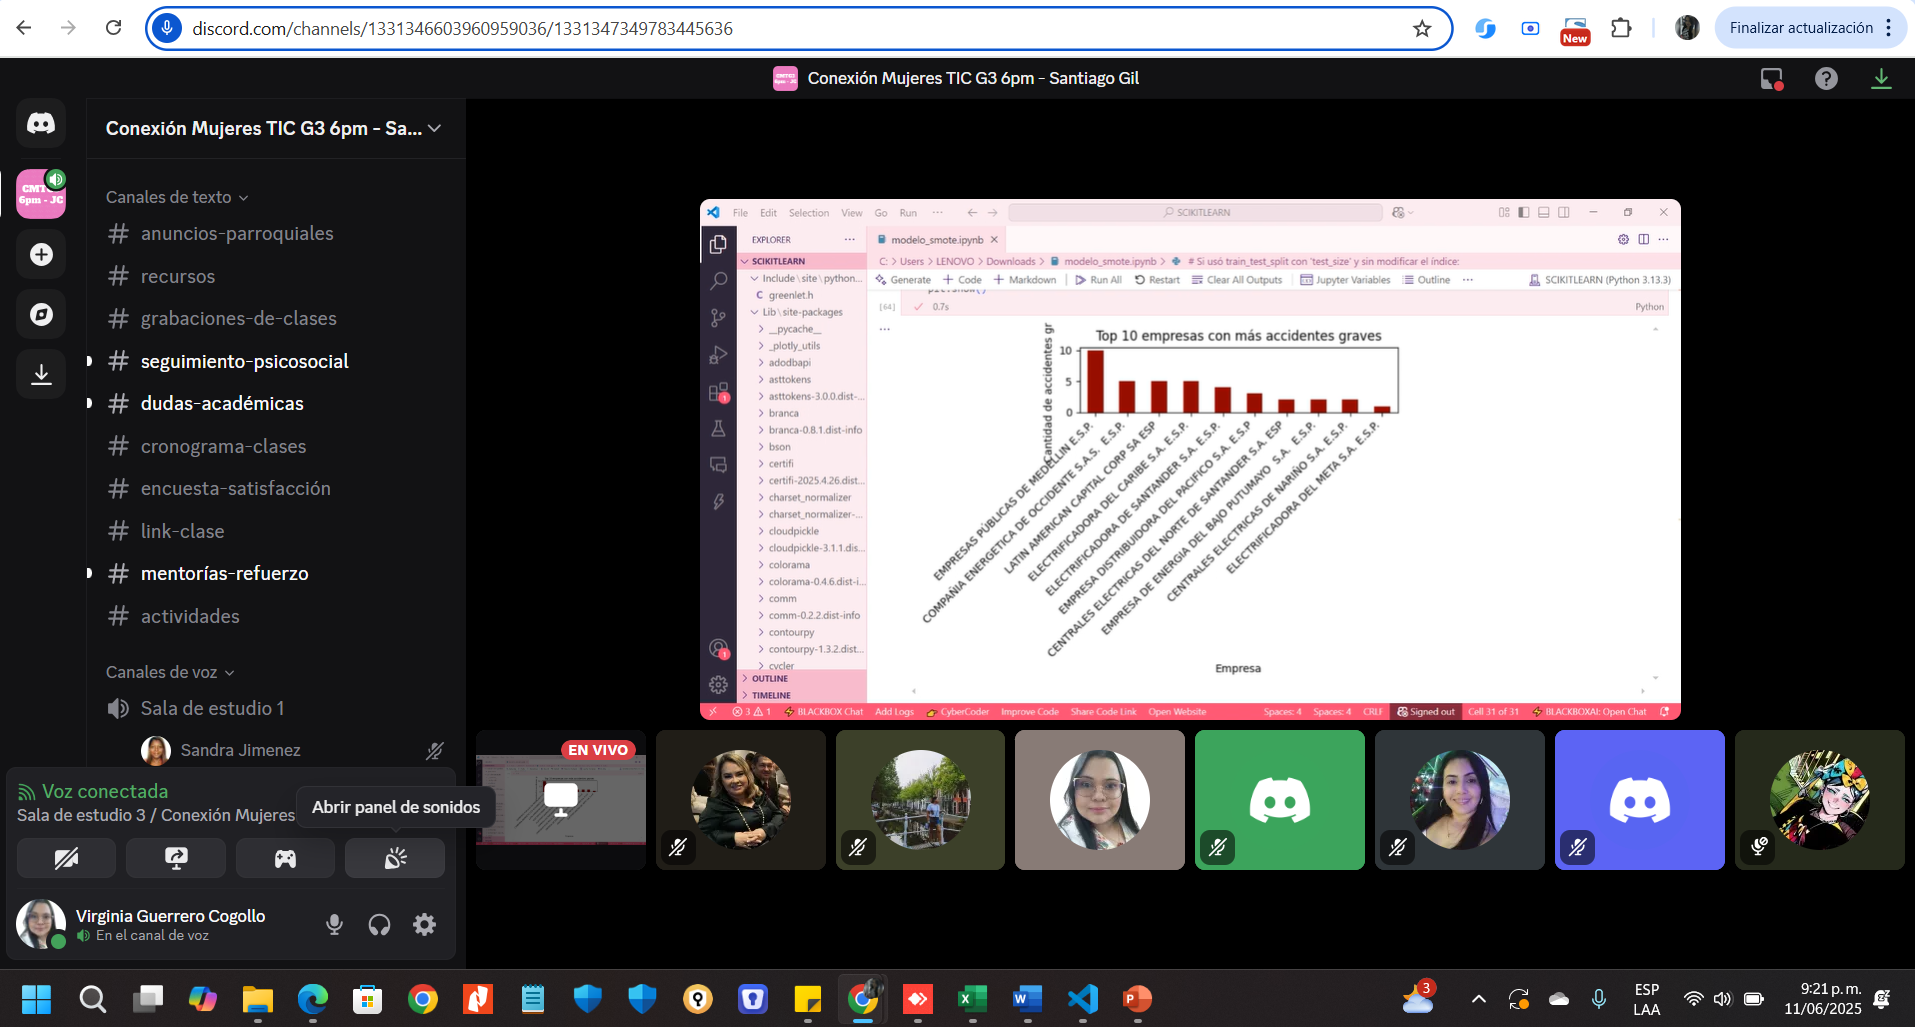 discord.com/channels/1331346603960959036/1331347349783445636
New
Finalizar actualización
Conexión Mujeres TIC G3 6pm - Santiago Gil
Conexión Mujeres TIC G3 6pm - Sa...
6pm - JC
Canales de texto
anuncios-parroquiales
recursos
grabaciones-de-clases
seguimiento-psicosocial
dudas-académicas
cronograma-clases
encuesta-satisfacción
link-clase
mentorías-refuerzo
actividades
Canales de voz
Sala de estudio 1
Sandra Jimenez
Voz conectada
Sala de estudio 3 / Conexión Mujeres
Abrir panel de sonidos
Virginia Guerrero Cogollo
En el canal de voz
File Edit Selection View Go Run ...
SCIKITLEARN
EXPLORER ...
SCIKITLEARN
Include\site\python...
greenlet.h
Lib\site-packages
__pycache__
_plotly_utils
adodbapi
asttokens
asttokens-3.0.0.dist-...
branca
branca-0.8.1.dist-info
bson
certifi
certifi-2025.4.26.dist...
charset_normalizer
charset_normalizer-...
cloudpickle
cloudpickle-3.1.1.dis...
colorama
colorama-0.4.6.dist-i...
comm
comm-0.2.2.dist-info
contourpy
contourpy-1.3.2.dist...
cycler
OUTLINE
TIMELINE
modelo_smote.ipynb
C: > Users > LENOVO > Downloads > modelo_smote.ipynb > # Si usó train_test_split con 'test_size' y sin modificar el índice:
Generate + Code + Markdown Run All Restart Clear All Outputs Jupyter Variables Outline ... SCIKITLEARN (Python 3.13.3)
[64] 0.7s Python
Top 10 empresas con más accidentes graves
Cantidad de accidentes gr
10
5
0
EMPRESAS PÚBLICAS DE MEDELLIN E.S.P.
COMPAÑIA ENERGETICA DE OCCIDENTE S.A.S. E.S.P.
LATIN AMERICAN CAPITAL CORP SA ESP
ELECTRIFICADORA DEL CARIBE S.A. E.S.P.
ELECTRIFICADORA DE SANTANDER S.A. E.S.P.
EMPRESA DISTRIBUIDORA DEL PACIFICO S.A. E.S.P
CENTRALES ELECTRICAS DEL NORTE DE SANTANDER S.A. ESP
EMPRESA DE ENERGIA DEL BAJO PUTUMAYO S.A. E.S.P.
CENTRALES ELECTRICAS DE NARIÑO S.A. E.S.P.
ELECTRIFICADORA DEL META S.A. E.S.P.
Empresa
3 1 BLACKBOX Chat Add Logs CyberCoder Improve Code Share Code Link Open Website Spaces: 4 Spaces: 4 CRLF Signed out Cell 31 of 31 BLACKBOXAI: Open Chat
EN VIVO
3
ESP
LAA
9:21 p. m.
11/06/2025